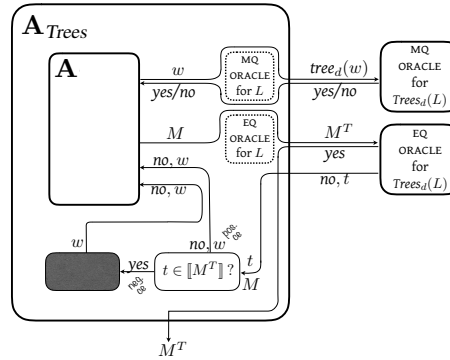 A_Trees
A
w
yes/no
MQ
ORACLE
for L
tree_d(w)
yes/no
MQ
ORACLE
for
Trees_d(L)
M
EQ
ORACLE
for L
M^T
yes
no, t
EQ
ORACLE
for
Trees_d(L)
no, w
no, w
w
no, w
pos.
ce
yes
neg.
ce
t ∈ ⟦M^T⟧ ?
t
M
M^T